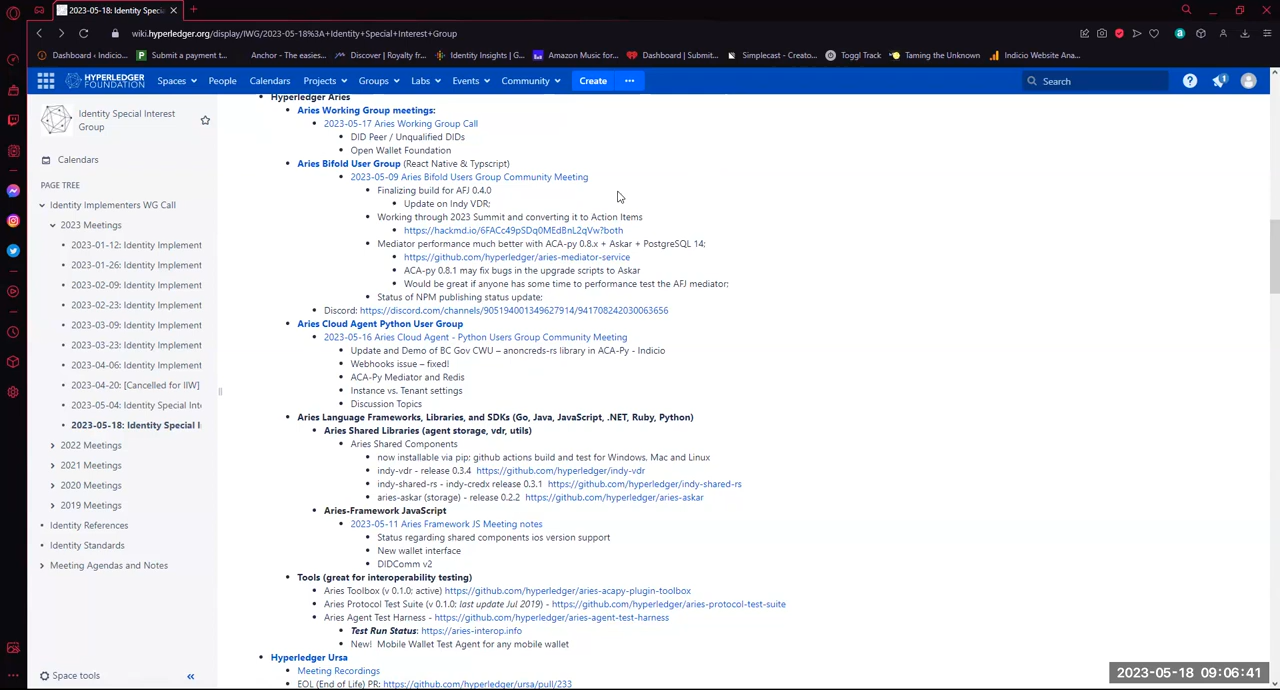 2023-05-18: Identity Speci
wiki.hyperledger.org/display/IWG/2023-05-18%3A+Identity+Special+Interest+Group
Dashboard ‹ Indicio...
Submit a payment t...
Anchor - The easies...
Discover | Royalty fr...
Identity Insights | G...
Amazon Music for...
Dashboard | Submit...
Simplecast - Creato...
Toggl Track
Taming the Unknown
Indicio Website Ana...
HYPERLEDGER FOUNDATION
Spaces
People
Calendars
Projects
Groups
Labs
Events
Community
Create
Search
Identity Special Interest
Group
Calendars
PAGE TREE
Identity Implementers WG Call
2023 Meetings
2023-01-12: Identity Implement
2023-01-26: Identity Implement
2023-02-09: Identity Implement
2023-02-23: Identity Implement
2023-03-09: Identity Implement
2023-03-23: Identity Implement
2023-04-06: Identity Implement
2023-04-20: [Cancelled for IIW]
2023-05-04: Identity Special Inte
2023-05-18: Identity Special I
2022 Meetings
2021 Meetings
2020 Meetings
2019 Meetings
Identity References
Identity Standards
Meeting Agendas and Notes
Space tools
Hyperledger Aries
Aries Working Group meetings:
2023-05-17 Aries Working Group Call
DID Peer / Unqualified DIDs
Open Wallet Foundation
Aries Bifold User Group (React Native & Typscript)
2023-05-09 Aries Bifold Users Group Community Meeting
Finalizing build for AFJ 0.4.0
Update on Indy VDR;
Working through 2023 Summit and converting it to Action Items
https://hackmd.io/6FACc49pSDq0MEdBnL2qVw?both
Mediator performance much better with ACA-py 0.8.x + Askar + PostgreSQL 14;
https://github.com/hyperledger/aries-mediator-service
ACA-py 0.8.1 may fix bugs in the upgrade scripts to Askar
Would be great if anyone has some time to performance test the AFJ mediator;
Status of NPM publishing status update;
Discord: https://discord.com/channels/905194001349627914/941708242030063656
Aries Cloud Agent Python User Group
2023-05-16 Aries Cloud Agent - Python Users Group Community Meeting
Update and Demo of BC Gov CWU – anoncreds-rs library in ACA-Py - Indicio
Webhooks issue – fixed!
ACA-Py Mediator and Redis
Instance vs. Tenant settings
Discussion Topics
Aries Language Frameworks, Libraries, and SDKs (Go, Java, JavaScript, .NET, Ruby, Python)
Aries Shared Libraries (agent storage, vdr, utils)
Aries Shared Components
now installable via pip; github actions build and test for Windows, Mac and Linux
indy-vdr - release 0.3.4 https://github.com/hyperledger/indy-vdr
indy-shared-rs - indy-credx release 0.3.1 https://github.com/hyperledger/indy-shared-rs
aries-askar (storage) - release 0.2.2 https://github.com/hyperledger/aries-askar
Aries-Framework JavaScript
2023-05-11 Aries Framework JS Meeting notes
Status regarding shared components ios version support
New wallet interface
DIDComm v2
Tools (great for interoperability testing)
Aries Toolbox (v 0.1.0; active) https://github.com/hyperledger/aries-acapy-plugin-toolbox
Aries Protocol Test Suite (v 0.1.0; last update Jul 2019) - https://github.com/hyperledger/aries-protocol-test-suite
Aries Agent Test Harness - https://github.com/hyperledger/aries-agent-test-harness
Test Run Status: https://aries-interop.info
New! Mobile Wallet Test Agent for any mobile wallet
Hyperledger Ursa
Meeting Recordings
EOL (End of Life) PR: https://github.com/hyperledger/ursa/pull/233
2023-05-18 09:06:41